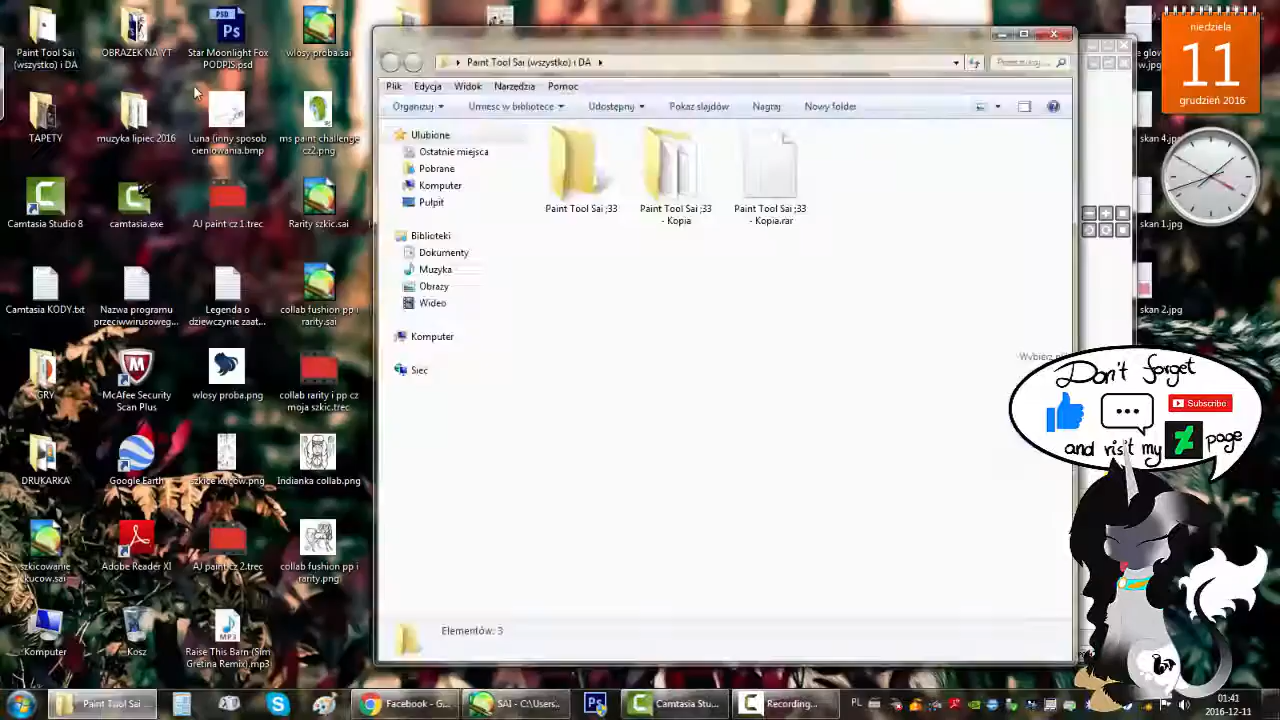 Paint Tool Sai
(wszystko) i DA
OBRAZEK NA YT
Star Moonlight Fox
PODPIS.psd
wlosy proba.sai
TAPETY
muzyka lipiec 2016
Luna (inny sposob
cieniowania.bmp
ms paint challenge
cz2.png
Camtasia Studio 8
camtasia.exe
AJ paint cz 1.trec
Rarity szkic.sai
Camtasia KODY.txt
Nazwa programu
przeciwwirusoweg...
Legenda o
dziewczynie zaat...
collab fushion pp i
rarity.sai
GRY
McAfee Security
Scan Plus
wlosy proba.png
collab rarity i pp cz
moja szkic.trec
DRUKARKA
Google Earth
szkice kucow.png
Indianka collab.png
szkicowanie
kucow.sai
Adobe Reader XI
AJ paint cz 2.trec
collab fushion pp i
rarity.png
Komputer
Kosz
Raise This Barn (Sim
Gretina Remix).mp3
Paint Tool Sai (wszystko) i DA
Plik Edycja Widok Narzędzia Pomoc
Organizuj Umieść w bibliotece Udostępnij Pokaz slajdów Nagraj Nowy folder
Ulubione
Ostatnie miejsca
Pobrane
Komputer
Pulpit
Biblioteki
Dokumenty
Muzyka
Obrazy
Wideo
Komputer
Sieć
Paint Tool Sai ;33
Paint Tool Sai ;33
- Kopia
Paint Tool Sai ;33
- Kopia.rar
Elementów: 3
niedziela
11
grudzień 2016
skan 4.jpg
skan 1.jpg
skan 2.jpg
Don't forget
Subscribe
and visit my page
Paint Tool Sai ...
Facebook - G...
SAI - C:\Users...
Ps
Camtasia Stu...
Recording...
PL
01:41
2016-12-11